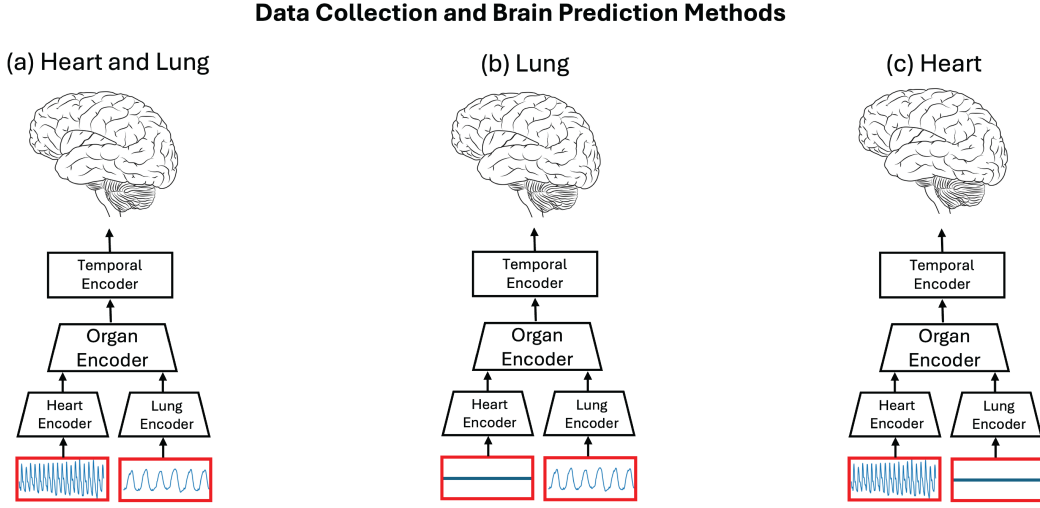 Data Collection and Brain Prediction Methods
(a) Heart and Lung
Temporal
Encoder
Organ
Encoder
Heart
Encoder
Lung
Encoder
(b) Lung
Temporal
Encoder
Organ
Encoder
Heart
Encoder
Lung
Encoder
(c) Heart
Temporal
Encoder
Organ
Encoder
Heart
Encoder
Lung
Encoder